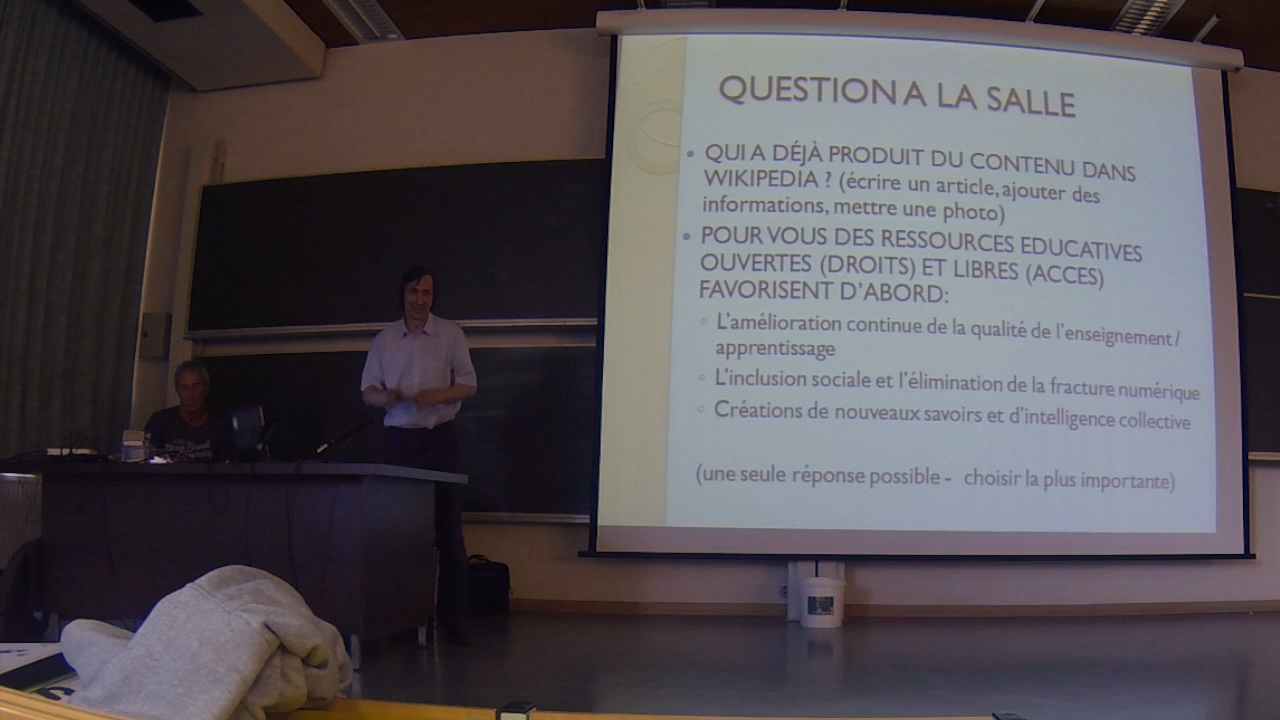 QUESTION A LA SALLE
• QUI A DÉJÀ PRODUIT DU CONTENU DANS
WIKIPEDIA ? (écrire un article, ajouter des
informations, mettre une photo)
• POUR VOUS DES RESSOURCES EDUCATIVES
OUVERTES (DROITS) ET LIBRES (ACCES)
FAVORISENT D'ABORD:
◦ L'amélioration continue de la qualité de l'enseignement /
apprentissage
◦ L'inclusion sociale et l'élimination de la fracture numérique
◦ Créations de nouveaux savoirs et d'intelligence collective
(une seule réponse possible - choisir la plus importante)